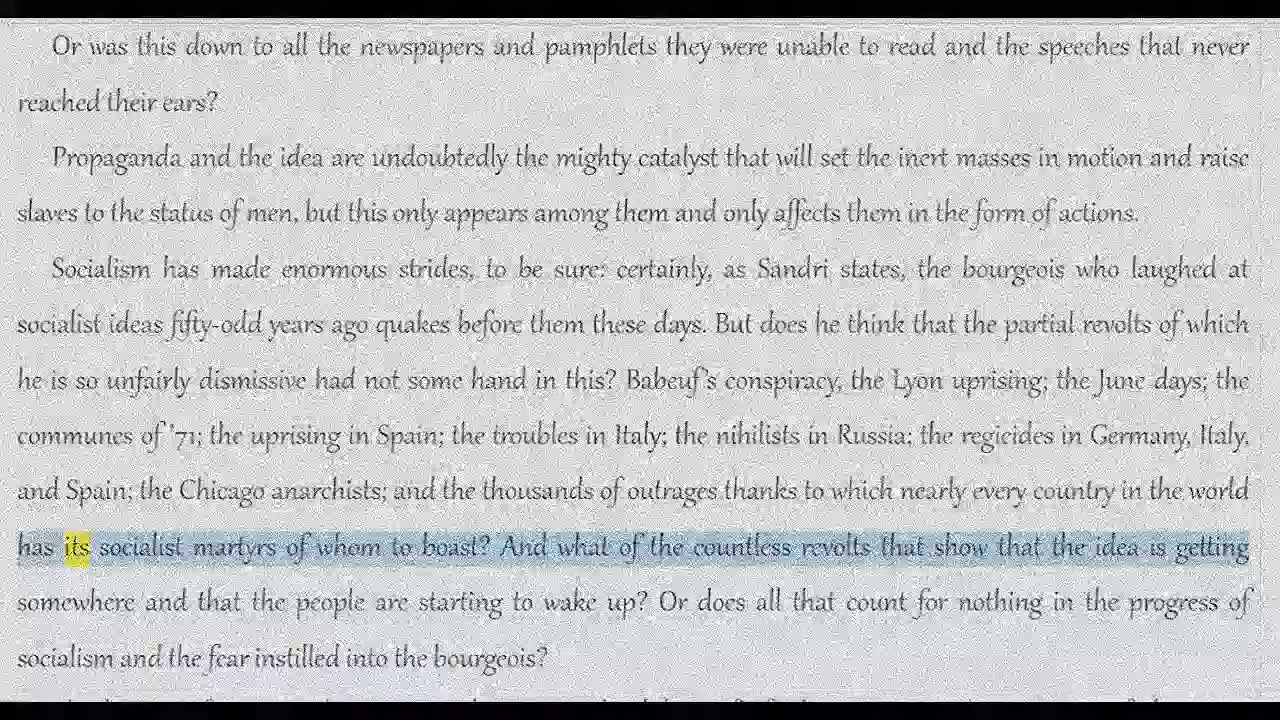 Or was this down to all the newspapers and pamphlets they were unable to read and the speeches that never
reached their ears?
Propaganda and the idea are undoubtedly the mighty catalyst that will set the inert masses in motion and raise
slaves to the status of men, but this only appears among them and only affects them in the form of actions.
Socialism has made enormous strides, to be sure: certainly, as Sandri states, the bourgeois who laughed at
socialist ideas fifty-odd years ago quakes before them these days. But does he think that the partial revolts of which
he is so unfairly dismissive had not some hand in this? Babeuf's conspiracy, the Lyon uprising; the June days; the
communes of '71; the uprising in Spain; the troubles in Italy; the nihilists in Russia; the regicides in Germany, Italy,
and Spain; the Chicago anarchists; and the thousands of outrages thanks to which nearly every country in the world
has its socialist martyrs of whom to boast? And what of the countless revolts that show that the idea is getting
somewhere and that the people are starting to wake up? Or does all that count for nothing in the progress of
socialism and the fear instilled into the bourgeois?